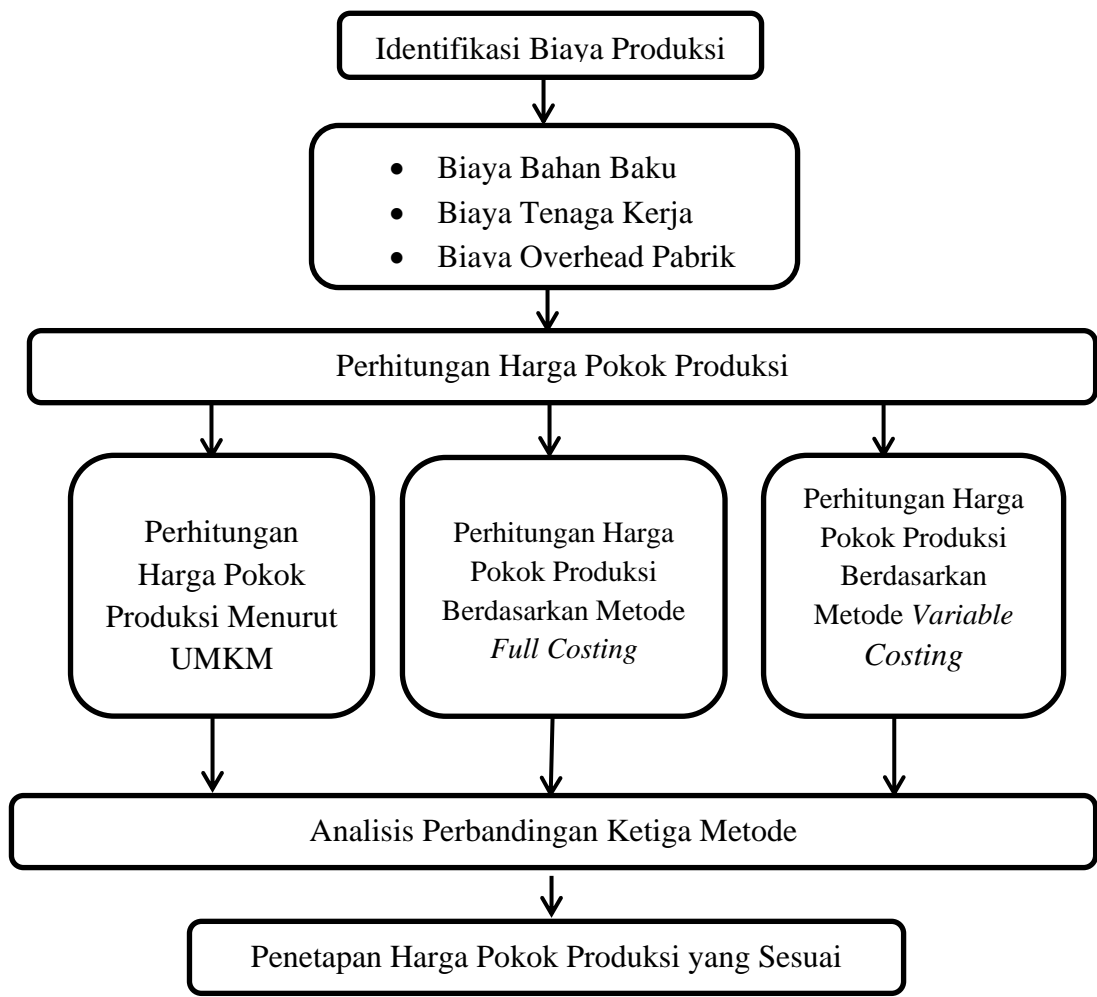 Identifikasi Biaya Produksi
• Biaya Bahan Baku
• Biaya Tenaga Kerja
• Biaya Overhead Pabrik
Perhitungan Harga Pokok Produksi
Perhitungan
Harga Pokok
Produksi Menurut
UMKM
Perhitungan Harga
Pokok Produksi
Berdasarkan Metode
Full Costing
Perhitungan Harga
Pokok Produksi
Berdasarkan
Metode Variable
Costing
Analisis Perbandingan Ketiga Metode
Penetapan Harga Pokok Produksi yang Sesuai